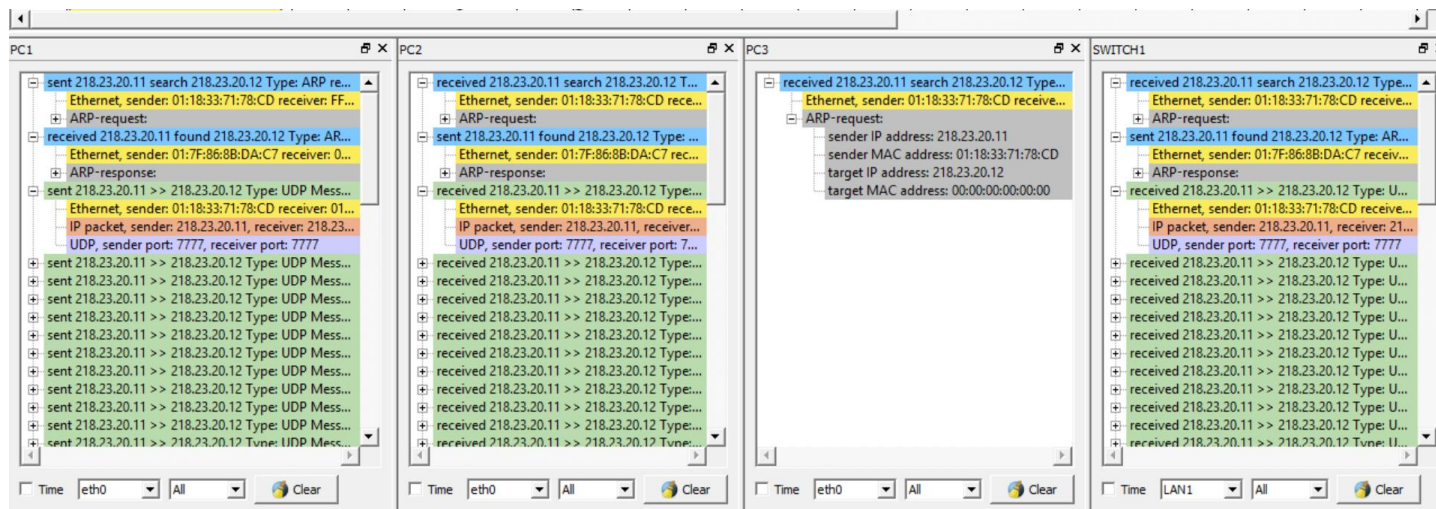 PC1
sent 218.23.20.11 search 218.23.20.12 Type: ARP re...
Ethernet, sender: 01:18:33:71:78:CD receiver: FF...
ARP-request:
received 218.23.20.11 found 218.23.20.12 Type: AR...
Ethernet, sender: 01:7F:86:8B:DA:C7 receiver: 0...
ARP-response:
sent 218.23.20.11 >> 218.23.20.12 Type: UDP Mess...
Ethernet, sender: 01:18:33:71:78:CD receiver: 01...
IP packet, sender: 218.23.20.11, receiver: 218.23...
UDP, sender port: 7777, receiver port: 7777
sent 218.23.20.11 >> 218.23.20.12 Type: UDP Mess...
sent 218.23.20.11 >> 218.23.20.12 Type: UDP Mess...
sent 218.23.20.11 >> 218.23.20.12 Type: UDP Mess...
sent 218.23.20.11 >> 218.23.20.12 Type: UDP Mess...
sent 218.23.20.11 >> 218.23.20.12 Type: UDP Mess...
sent 218.23.20.11 >> 218.23.20.12 Type: UDP Mess...
sent 218.23.20.11 >> 218.23.20.12 Type: UDP Mess...
sent 218.23.20.11 >> 218.23.20.12 Type: UDP Mess...
sent 218.23.20.11 >> 218.23.20.12 Type: UDP Mess...
sent 218.23.20.11 >> 218.23.20.12 Type: UDP Mess...
sent 218.23.20.11 >> 218.23.20.12 Type: UDP Mess...
Time eth0 All Clear
PC2
received 218.23.20.11 search 218.23.20.12 T...
Ethernet, sender: 01:18:33:71:78:CD rece...
ARP-request:
sent 218.23.20.11 found 218.23.20.12 Type: ...
Ethernet, sender: 01:7F:86:8B:DA:C7 rec...
ARP-response:
received 218.23.20.11 >> 218.23.20.12 Type:...
Ethernet, sender: 01:18:33:71:78:CD rece...
IP packet, sender: 218.23.20.11, receiver...
UDP, sender port: 7777, receiver port: 7...
received 218.23.20.11 >> 218.23.20.12 Type:...
received 218.23.20.11 >> 218.23.20.12 Type:...
received 218.23.20.11 >> 218.23.20.12 Type:...
received 218.23.20.11 >> 218.23.20.12 Type:...
received 218.23.20.11 >> 218.23.20.12 Type:...
received 218.23.20.11 >> 218.23.20.12 Type:...
received 218.23.20.11 >> 218.23.20.12 Type:...
received 218.23.20.11 >> 218.23.20.12 Type:...
received 218.23.20.11 >> 218.23.20.12 Type:...
received 218.23.20.11 >> 218.23.20.12 Type:...
received 218.23.20.11 >> 218.23.20.12 Type:...
Time eth0 All Clear
PC3
received 218.23.20.11 search 218.23.20.12 Type...
Ethernet, sender: 01:18:33:71:78:CD receive...
ARP-request:
sender IP address: 218.23.20.11
sender MAC address: 01:18:33:71:78:CD
target IP address: 218.23.20.12
target MAC address: 00:00:00:00:00:00
Time eth0 All Clear
SWITCH1
received 218.23.20.11 search 218.23.20.12 Type...
Ethernet, sender: 01:18:33:71:78:CD receive...
ARP-request:
sent 218.23.20.11 found 218.23.20.12 Type: AR...
Ethernet, sender: 01:7F:86:8B:DA:C7 receiv...
ARP-response:
received 218.23.20.11 >> 218.23.20.12 Type: U...
Ethernet, sender: 01:18:33:71:78:CD receive...
IP packet, sender: 218.23.20.11, receiver: 21...
UDP, sender port: 7777, receiver port: 7777
received 218.23.20.11 >> 218.23.20.12 Type: U...
received 218.23.20.11 >> 218.23.20.12 Type: U...
received 218.23.20.11 >> 218.23.20.12 Type: U...
received 218.23.20.11 >> 218.23.20.12 Type: U...
received 218.23.20.11 >> 218.23.20.12 Type: U...
received 218.23.20.11 >> 218.23.20.12 Type: U...
received 218.23.20.11 >> 218.23.20.12 Type: U...
received 218.23.20.11 >> 218.23.20.12 Type: U...
received 218.23.20.11 >> 218.23.20.12 Type: U...
received 218.23.20.11 >> 218.23.20.12 Type: U...
received 218.23.20.11 >> 218.23.20.12 Type: U...
Time LAN1 All Clear